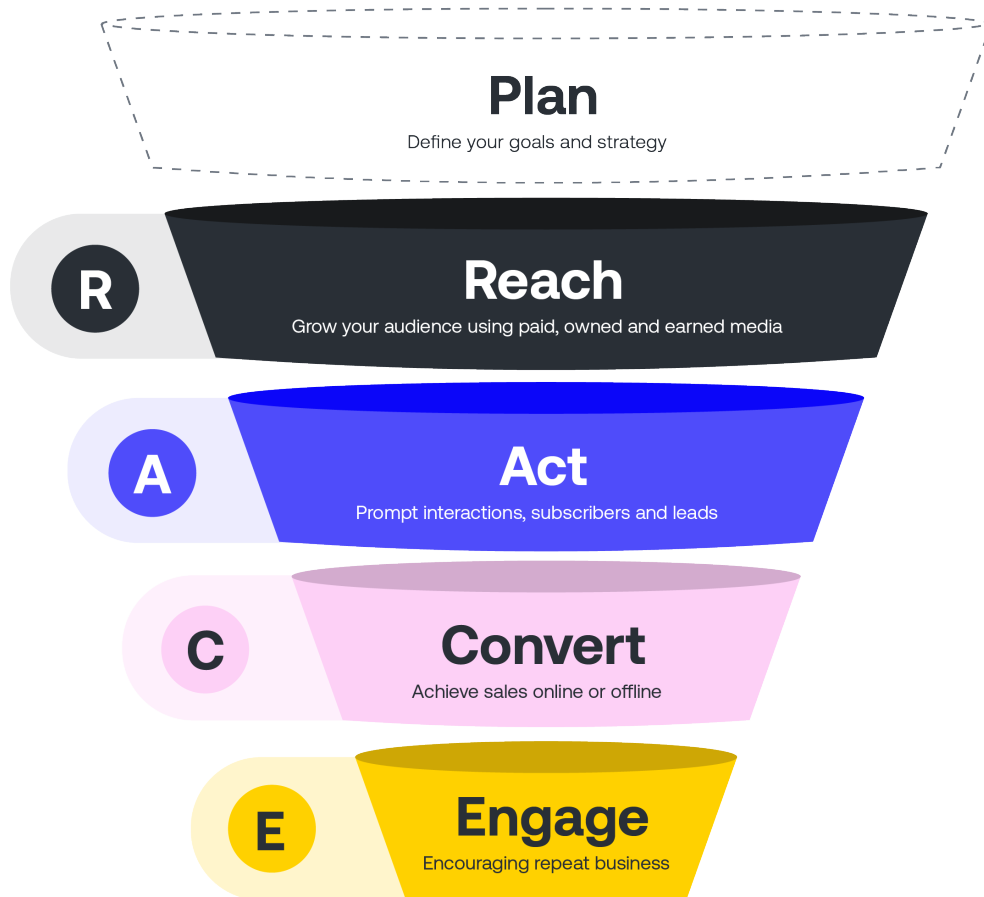 Plan
Define your goals and strategy
R
Reach
Grow your audience using paid, owned and earned media
A
Act
Prompt interactions, subscribers and leads
C
Convert
Achieve sales online or offline
E
Engage
Encouraging repeat business